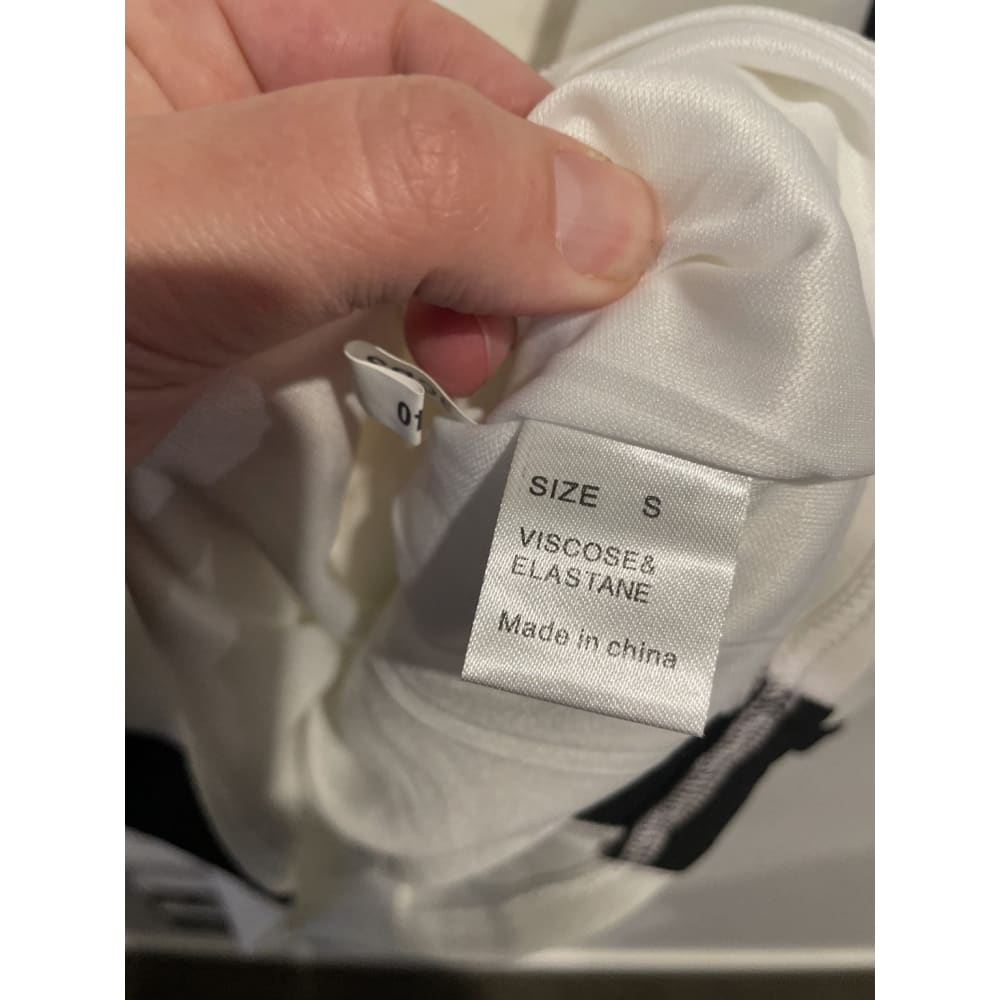 SIZE S
VISCOSE&
ELASTANE
Made in china